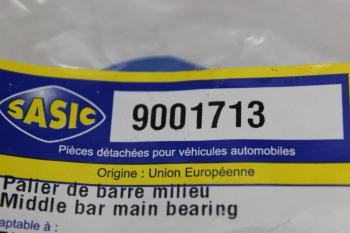 SASIC
9001713
Pièces détachées pour véhicules automobiles
Origine : Union Européenne
Palier de barre milieu
Middle bar main bearing
aptable à :